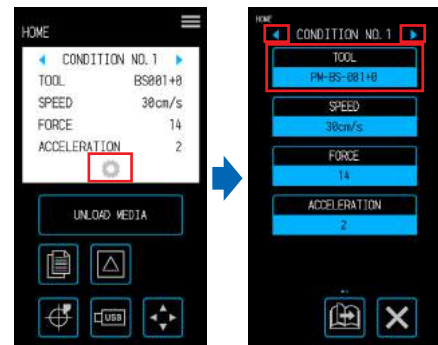 HOME
CONDITION NO. 1
TOOL BS001+0
SPEED 30cm/s
FORCE 14
ACCELERATION 2
UNLOAD MEDIA
USB
HOME
CONDITION NO. 1
TOOL
PM-BS-001+0
SPEED
30cm/s
FORCE
14
ACCELERATION
2